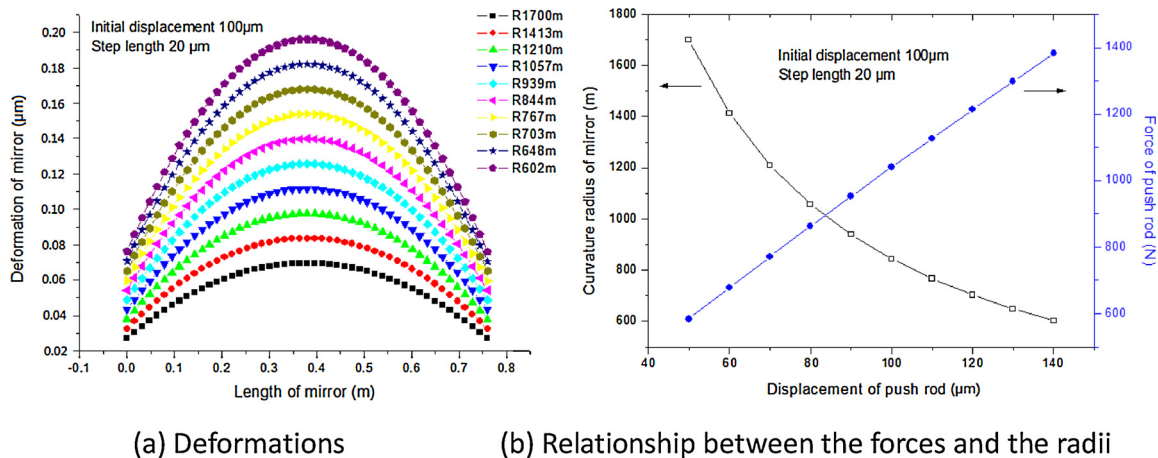 Initial displacement 100μm
Step length 20 μm
R1700m
R1413m
R1210m
R1057m
R939m
R844m
R767m
R703m
R648m
R602m
0.20
0.18
0.16
0.14
0.12
0.10
0.08
0.06
0.04
0.02
-0.1 0.0 0.1 0.2 0.3 0.4 0.5 0.6 0.7 0.8
Deformation of mirror (μm)
Length of mirror (m)
(a) Deformations
Initial displacement 100μm
Step length 20 μm
1800
1600
1400
1200
1000
800
600
40 60 80 100 120 140
1400
1200
1000
800
600
Curvature radius of mirror (m)
Force of push rod (N)
Displacement of push rod (μm)
(b) Relationship between the forces and the radii